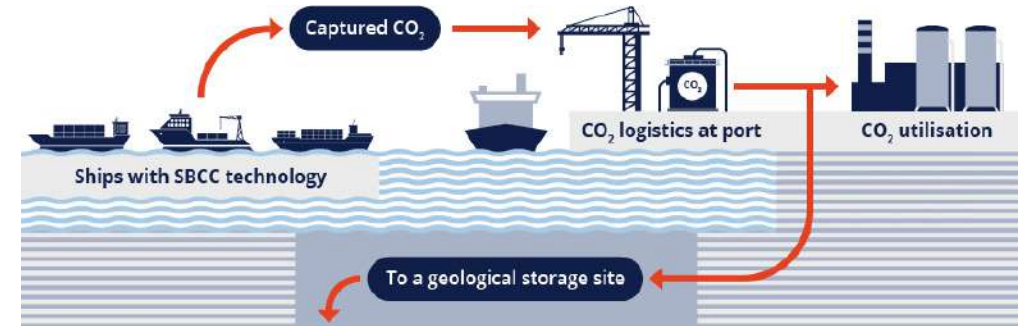 Captured CO₂
CO₂
CO₂ logistics at port
CO₂ utilisation
Ships with SBCC technology
To a geological storage site